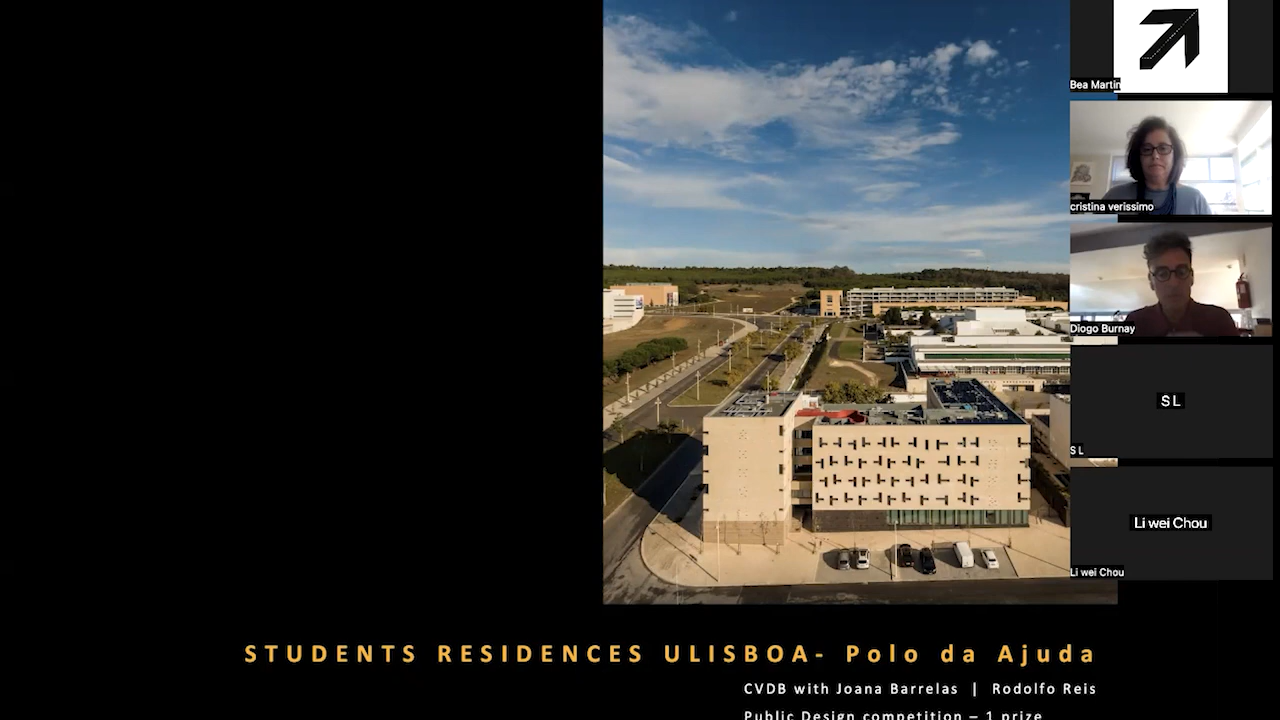 Bea Martin
cristina verissimo
Diogo Burnay
S L
S L
Li wei Chou
Li wei Chou
STUDENTS RESIDENCES ULISBOA- Polo da Ajuda
CVDB with Joana Barrelas | Rodolfo Reis
Public Design competition – 1 prize